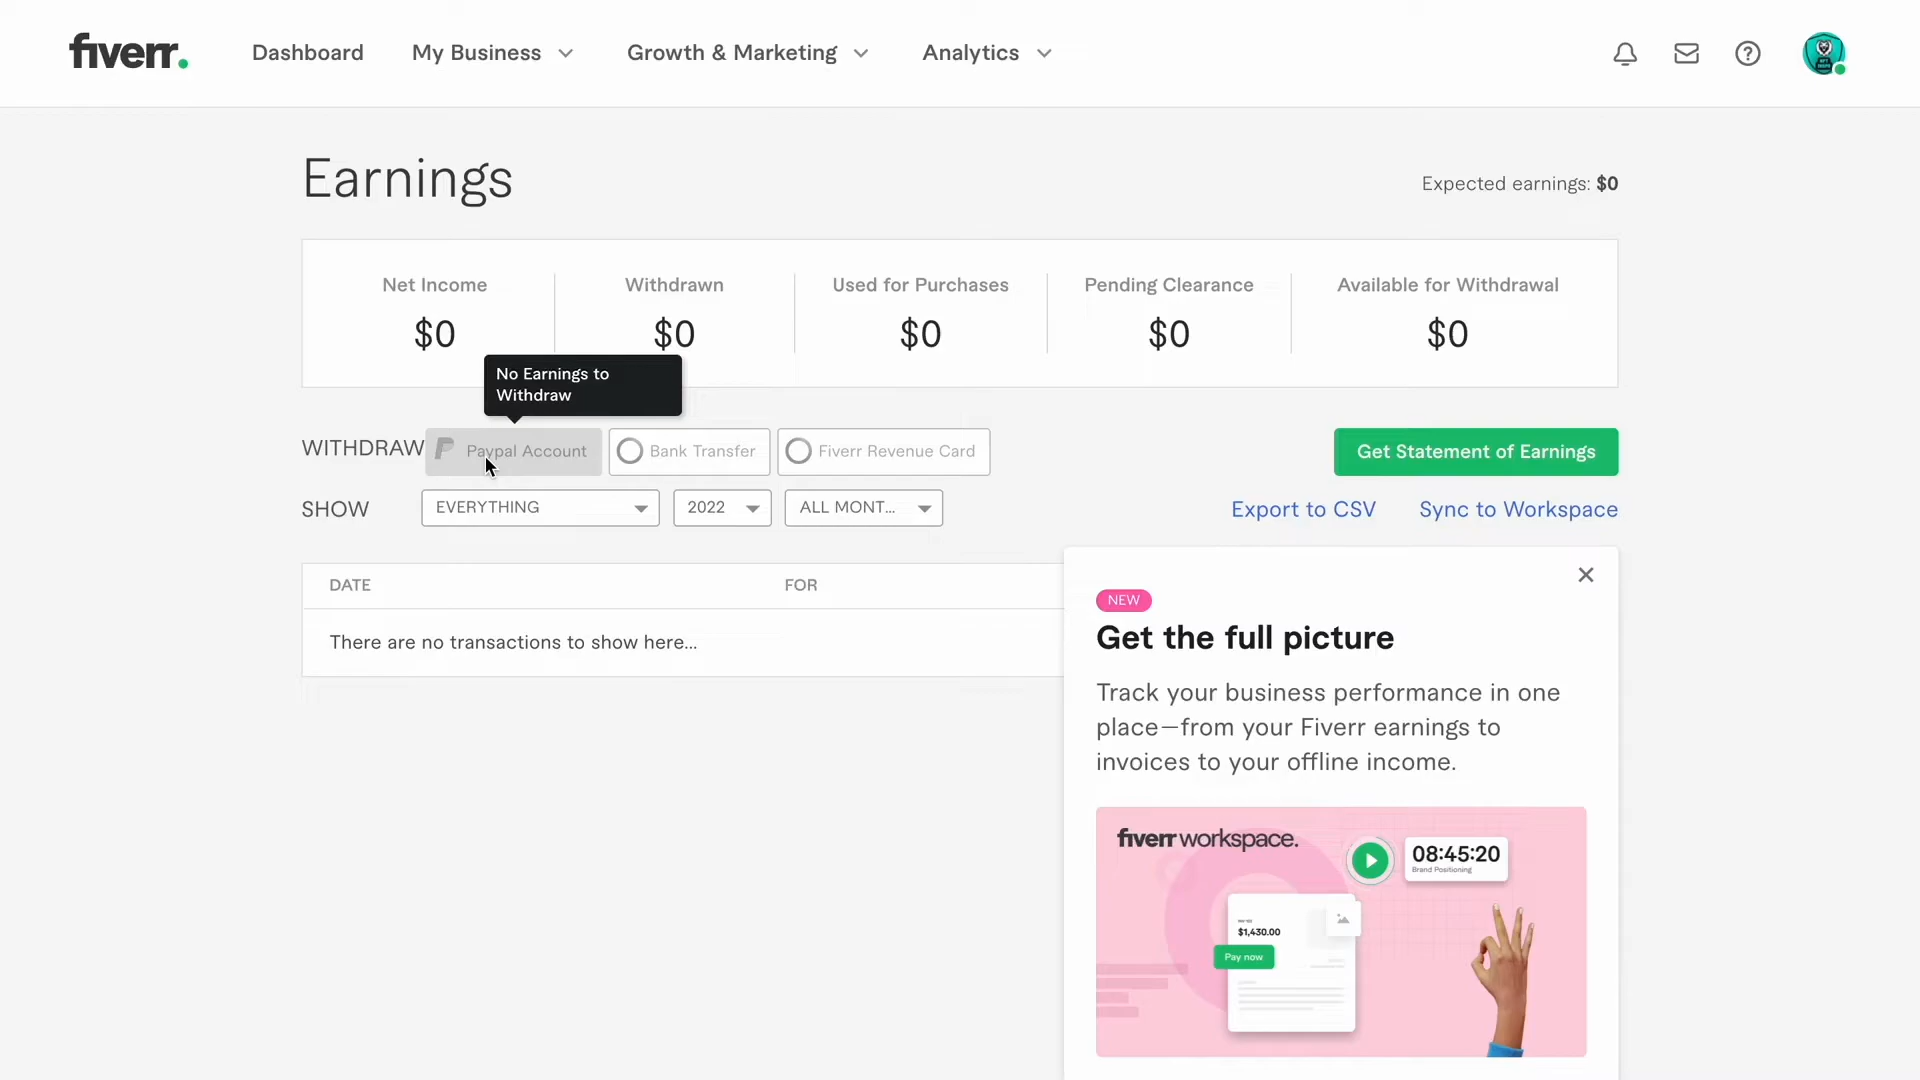 fiverr.
Dashboard
My Business
Growth & Marketing
Analytics
Earnings
Expected earnings: $0
Net Income
$0
Withdrawn
$0
Used for Purchases
$0
Pending Clearance
$0
Available for Withdrawal
$0
No Earnings to
Withdraw
WITHDRAW
Paypal Account
Bank Transfer
Fiverr Revenue Card
Get Statement of Earnings
SHOW
EVERYTHING
2022
ALL MONT...
Export to CSV
Sync to Workspace
DATE
FOR
There are no transactions to show here...
NEW
Get the full picture
Track your business performance in one
place—from your Fiverr earnings to
invoices to your offline income.
fiverr workspace.
08:45:20
Brand Positioning
$1,430.00
Pay now